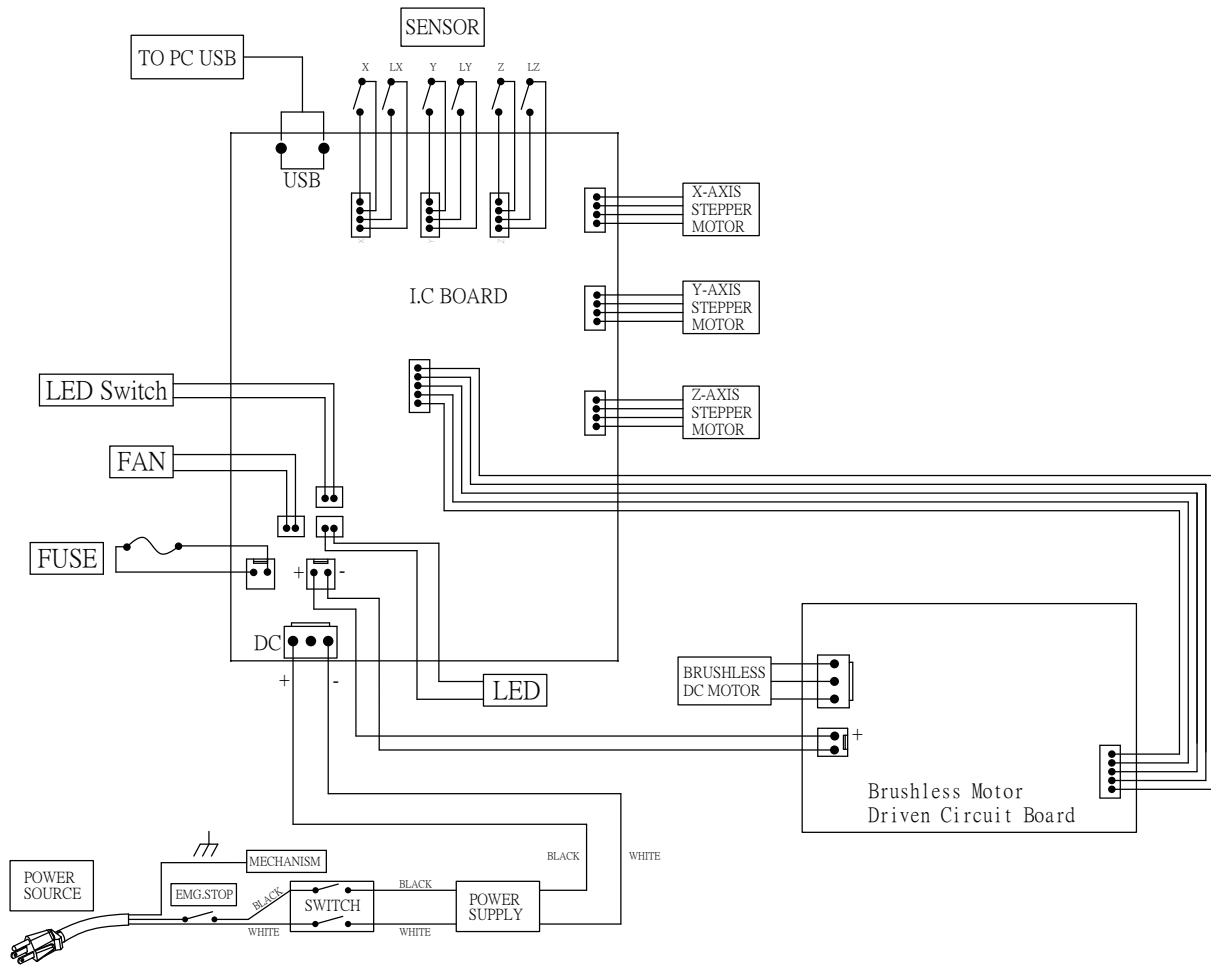 SENSOR
TO PC USB
X
LX
Y
LY
Z
LZ
USB
X
Y
Z
X-AXIS
STEPPER
MOTOR
I.C BOARD
Y-AXIS
STEPPER
MOTOR
LED Switch
Z-AXIS
STEPPER
MOTOR
FAN
FUSE
+
-
DC
+
-
LED
BRUSHLESS
DC MOTOR
+
Brushless Motor
Driven Circuit Board
BLACK
WHITE
MECHANISM
POWER
SOURCE
EMG.STOP
BLACK
SWITCH
BLACK
POWER
SUPPLY
WHITE
WHITE